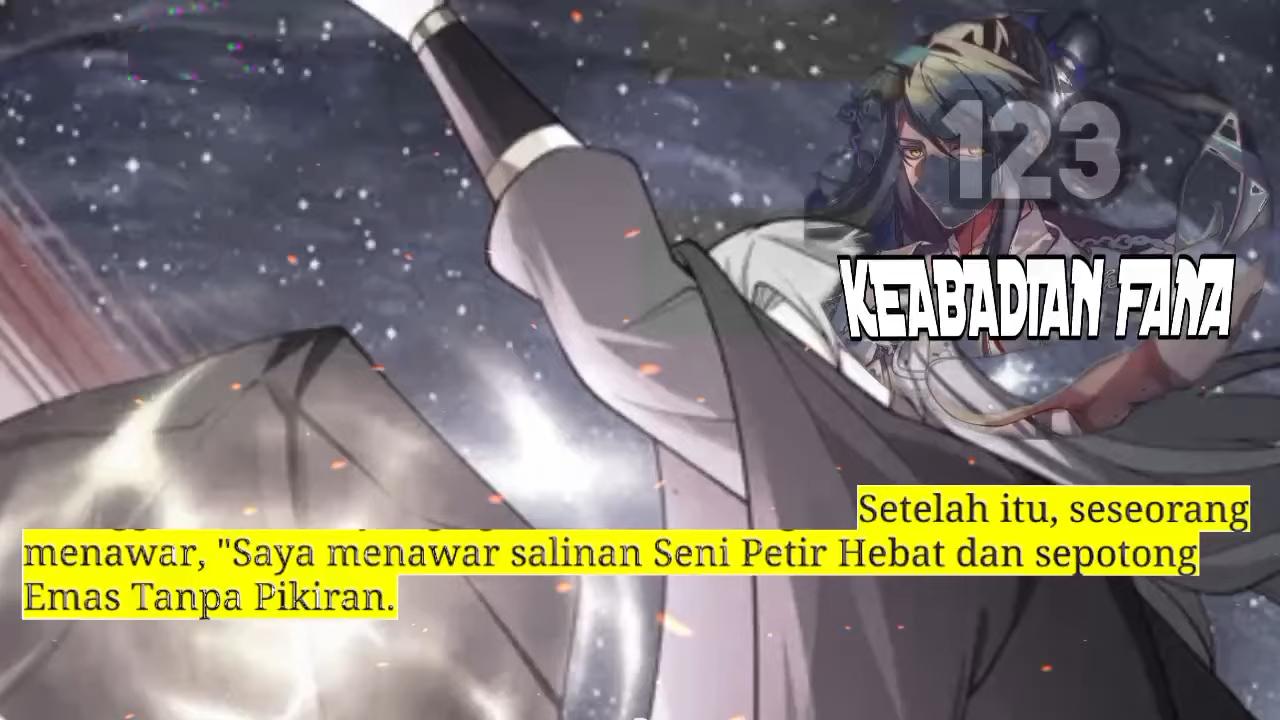 123
KEABADIAN FANA
Setelah itu, seseorang
menawar, "Saya menawar salinan Seni Petir Hebat dan sepotong
Emas Tanpa Pikiran.